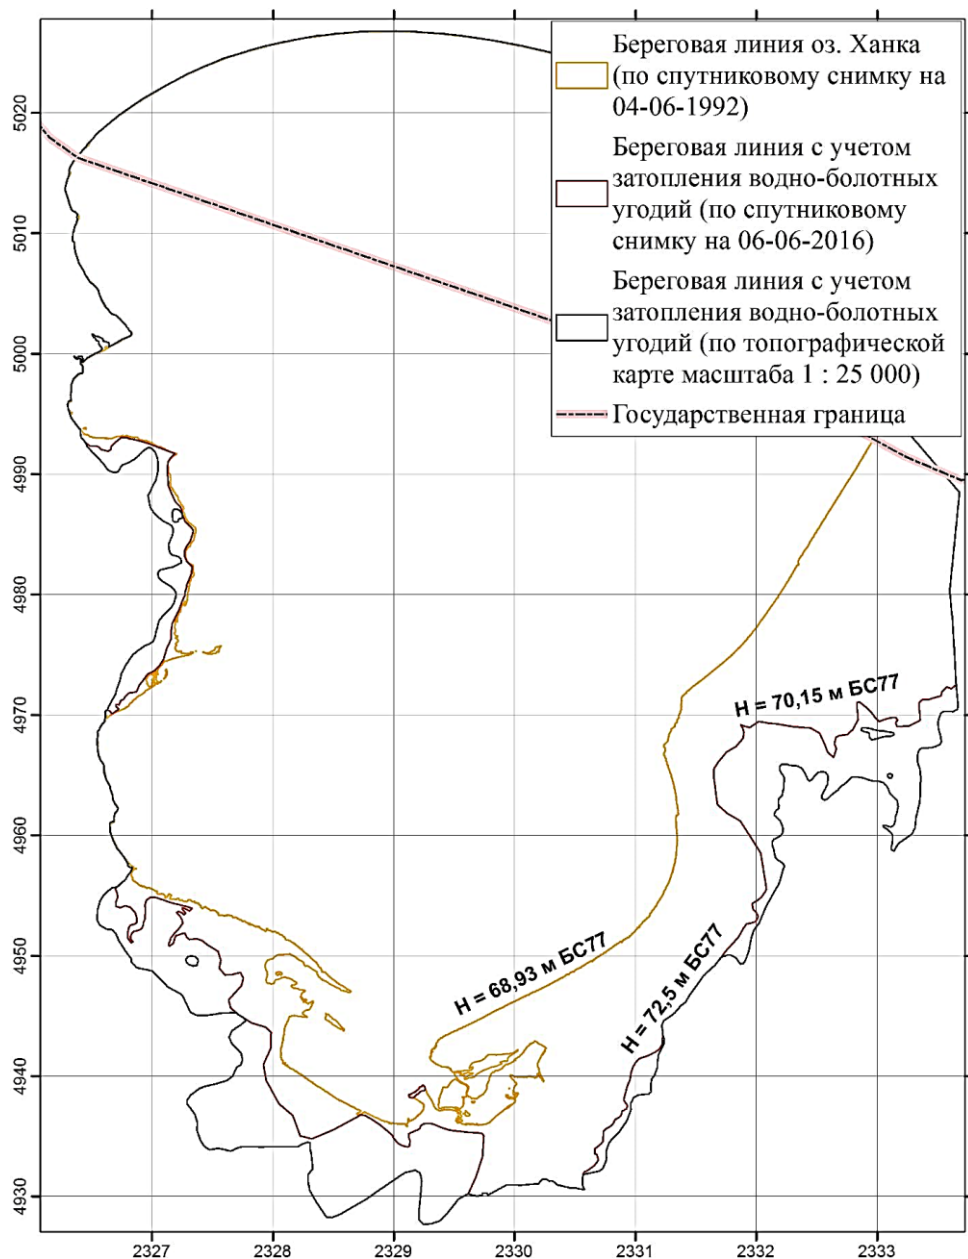 Береговая линия оз. Ханка
(по спутниковому снимку на
04-06-1992)
Береговая линия с учетом
затопления водно-болотных
угодий (по спутниковому
снимку на 06-06-2016)
Береговая линия с учетом
затопления водно-болотных
угодий (по топографической
карте масштаба 1 : 25 000)
Государственная граница
5020
5010
5000
4990
4980
4970
4960
4950
4940
4930
H = 70,15 м БС77
H = 68,93 м БС77
H = 72,5 м БС77
2327
2328
2329
2330
2331
2332
2333